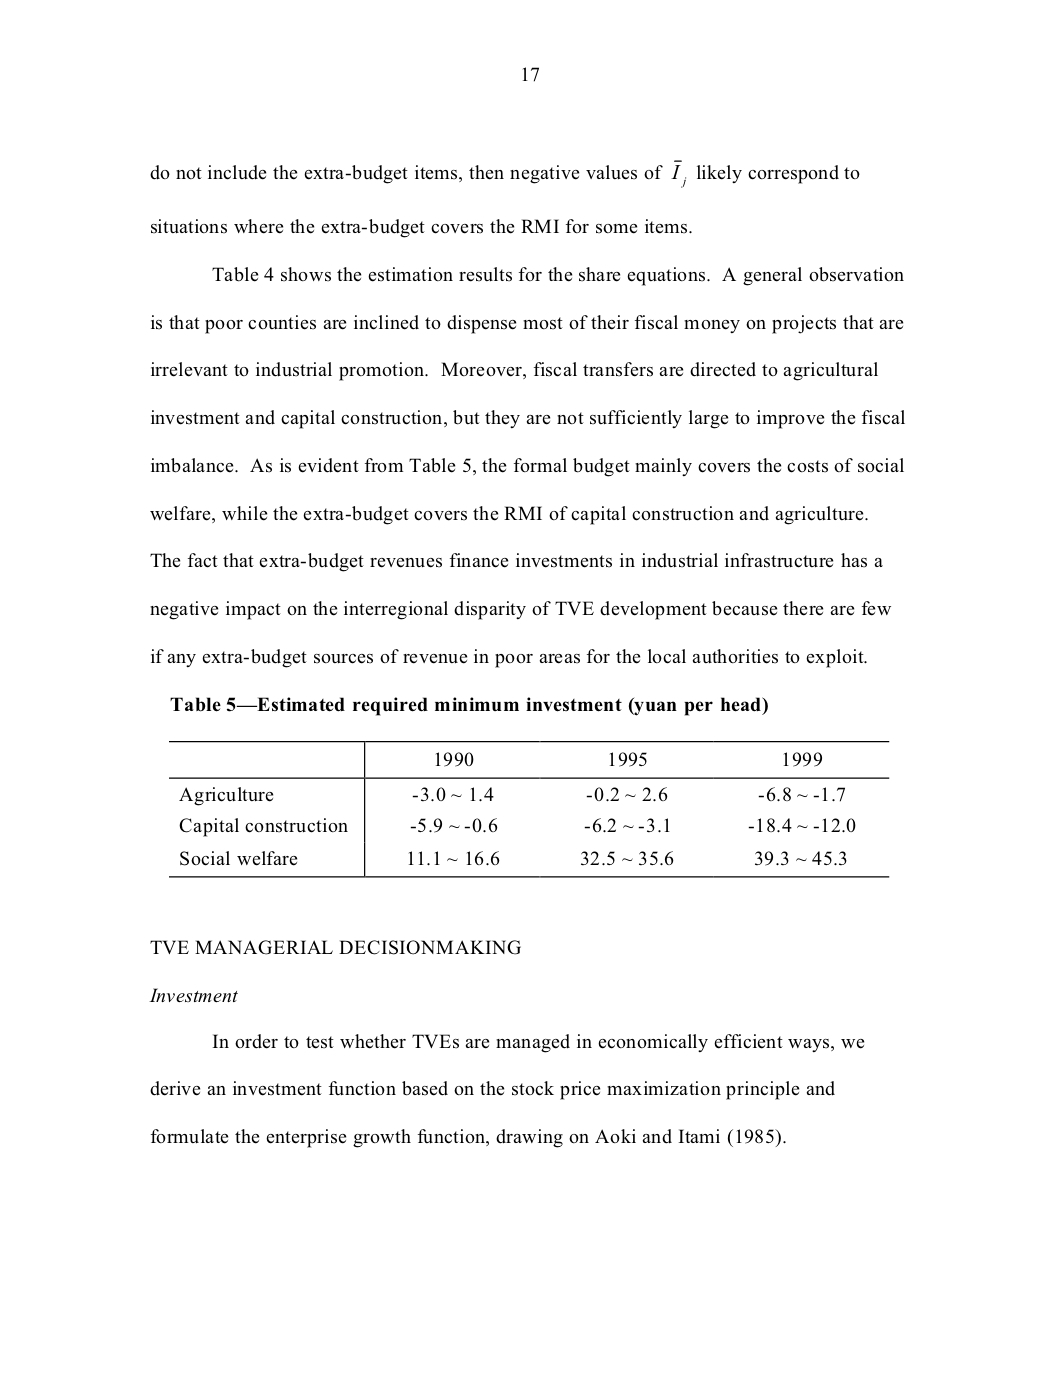 17
do not include the extra-budget items, then negative values of Ī j likely correspond to
situations where the extra-budget covers the RMI for some items.
Table 4 shows the estimation results for the share equations. A general observation
is that poor counties are inclined to dispense most of their fiscal money on projects that are
irrelevant to industrial promotion. Moreover, fiscal transfers are directed to agricultural
investment and capital construction, but they are not sufficiently large to improve the fiscal
imbalance. As is evident from Table 5, the formal budget mainly covers the costs of social
welfare, while the extra-budget covers the RMI of capital construction and agriculture.
The fact that extra-budget revenues finance investments in industrial infrastructure has a
negative impact on the interregional disparity of TVE development because there are few
if any extra-budget sources of revenue in poor areas for the local authorities to exploit.
Table 5—Estimated required minimum investment (yuan per head)
1990 1995 1999
Agriculture -3.0 ~ 1.4 -0.2 ~ 2.6 -6.8 ~ -1.7
Capital construction -5.9 ~ -0.6 -6.2 ~ -3.1 -18.4 ~ -12.0
Social welfare 11.1 ~ 16.6 32.5 ~ 35.6 39.3 ~ 45.3
TVE MANAGERIAL DECISIONMAKING
Investment
In order to test whether TVEs are managed in economically efficient ways, we
derive an investment function based on the stock price maximization principle and
formulate the enterprise growth function, drawing on Aoki and Itami (1985).